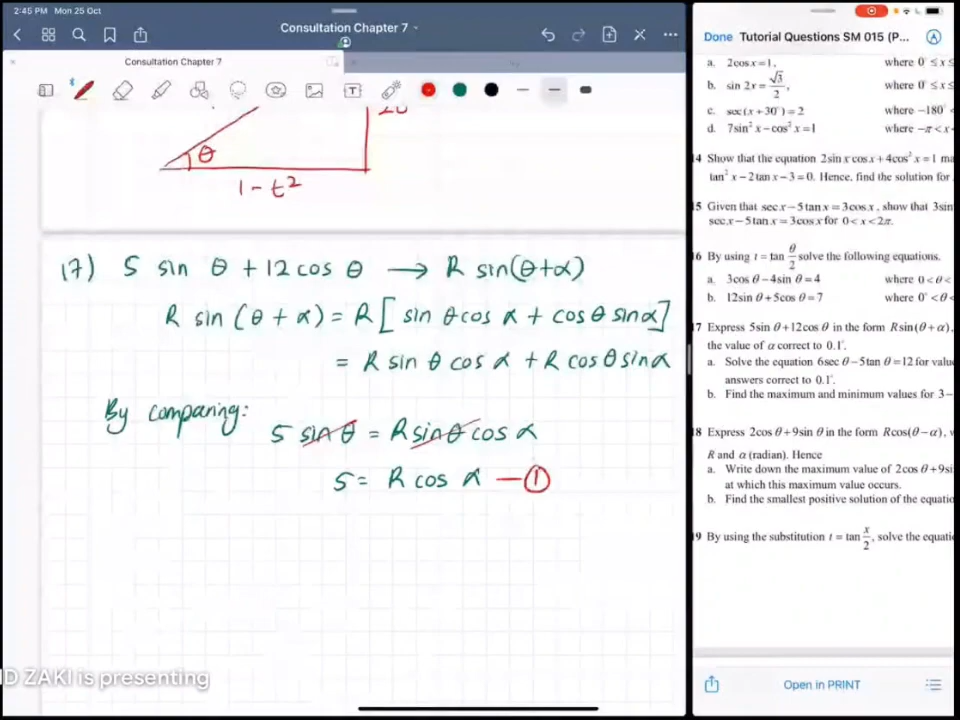 2:45 PM Mon 25 Oct
Consultation Chapter 7
Consultation Chapter 7
θ
1 - t²
17) 5 sin θ + 12 cos θ → R sin(θ+α)
R sin (θ + α) = R[ sin θ cos α + cos θ sin α]
= R sin θ cos α + R cos θ sin α
By comparing:
5 sin θ = R sin θ cos α
5 = R cos α — ①
ZAKI is presenting
Done Tutorial Questions SM 015 (P...
a. 2cos x = 1, where 0° ≤ x
b. sin 2x = √3/2, where 0° ≤ x
c. sec(x+30°) = 2 where −180°
d. 7sin² x − cos² x = 1 where −π < x
14 Show that the equation 2sin x cos x + 4cos² x = 1 ma
tan² x − 2 tan x − 3 = 0. Hence, find the solution for
15 Given that sec x − 5 tan x = 3cos x, show that 3sin
sec x − 5 tan x = 3cos x for 0 < x < 2π.
16 By using t = tan θ/2 solve the following equations.
a. 3cos θ − 4sin θ = 4 where 0 < θ <
b. 12sin θ + 5cos θ = 7 where 0° < θ
17 Express 5sin θ + 12cos θ in the form R sin(θ + α),
the value of α correct to 0.1°.
a. Solve the equation 6sec θ − 5 tan θ = 12 for valu
answers correct to 0.1°.
b. Find the maximum and minimum values for 3 −
18 Express 2cos θ + 9sin θ in the form R cos(θ − α),
R and α (radian). Hence
a. Write down the maximum value of 2cos θ + 9si
at which this maximum value occurs.
b. Find the smallest positive solution of the equatio
19 By using the substitution t = tan x/2, solve the equati
Open in PRINT